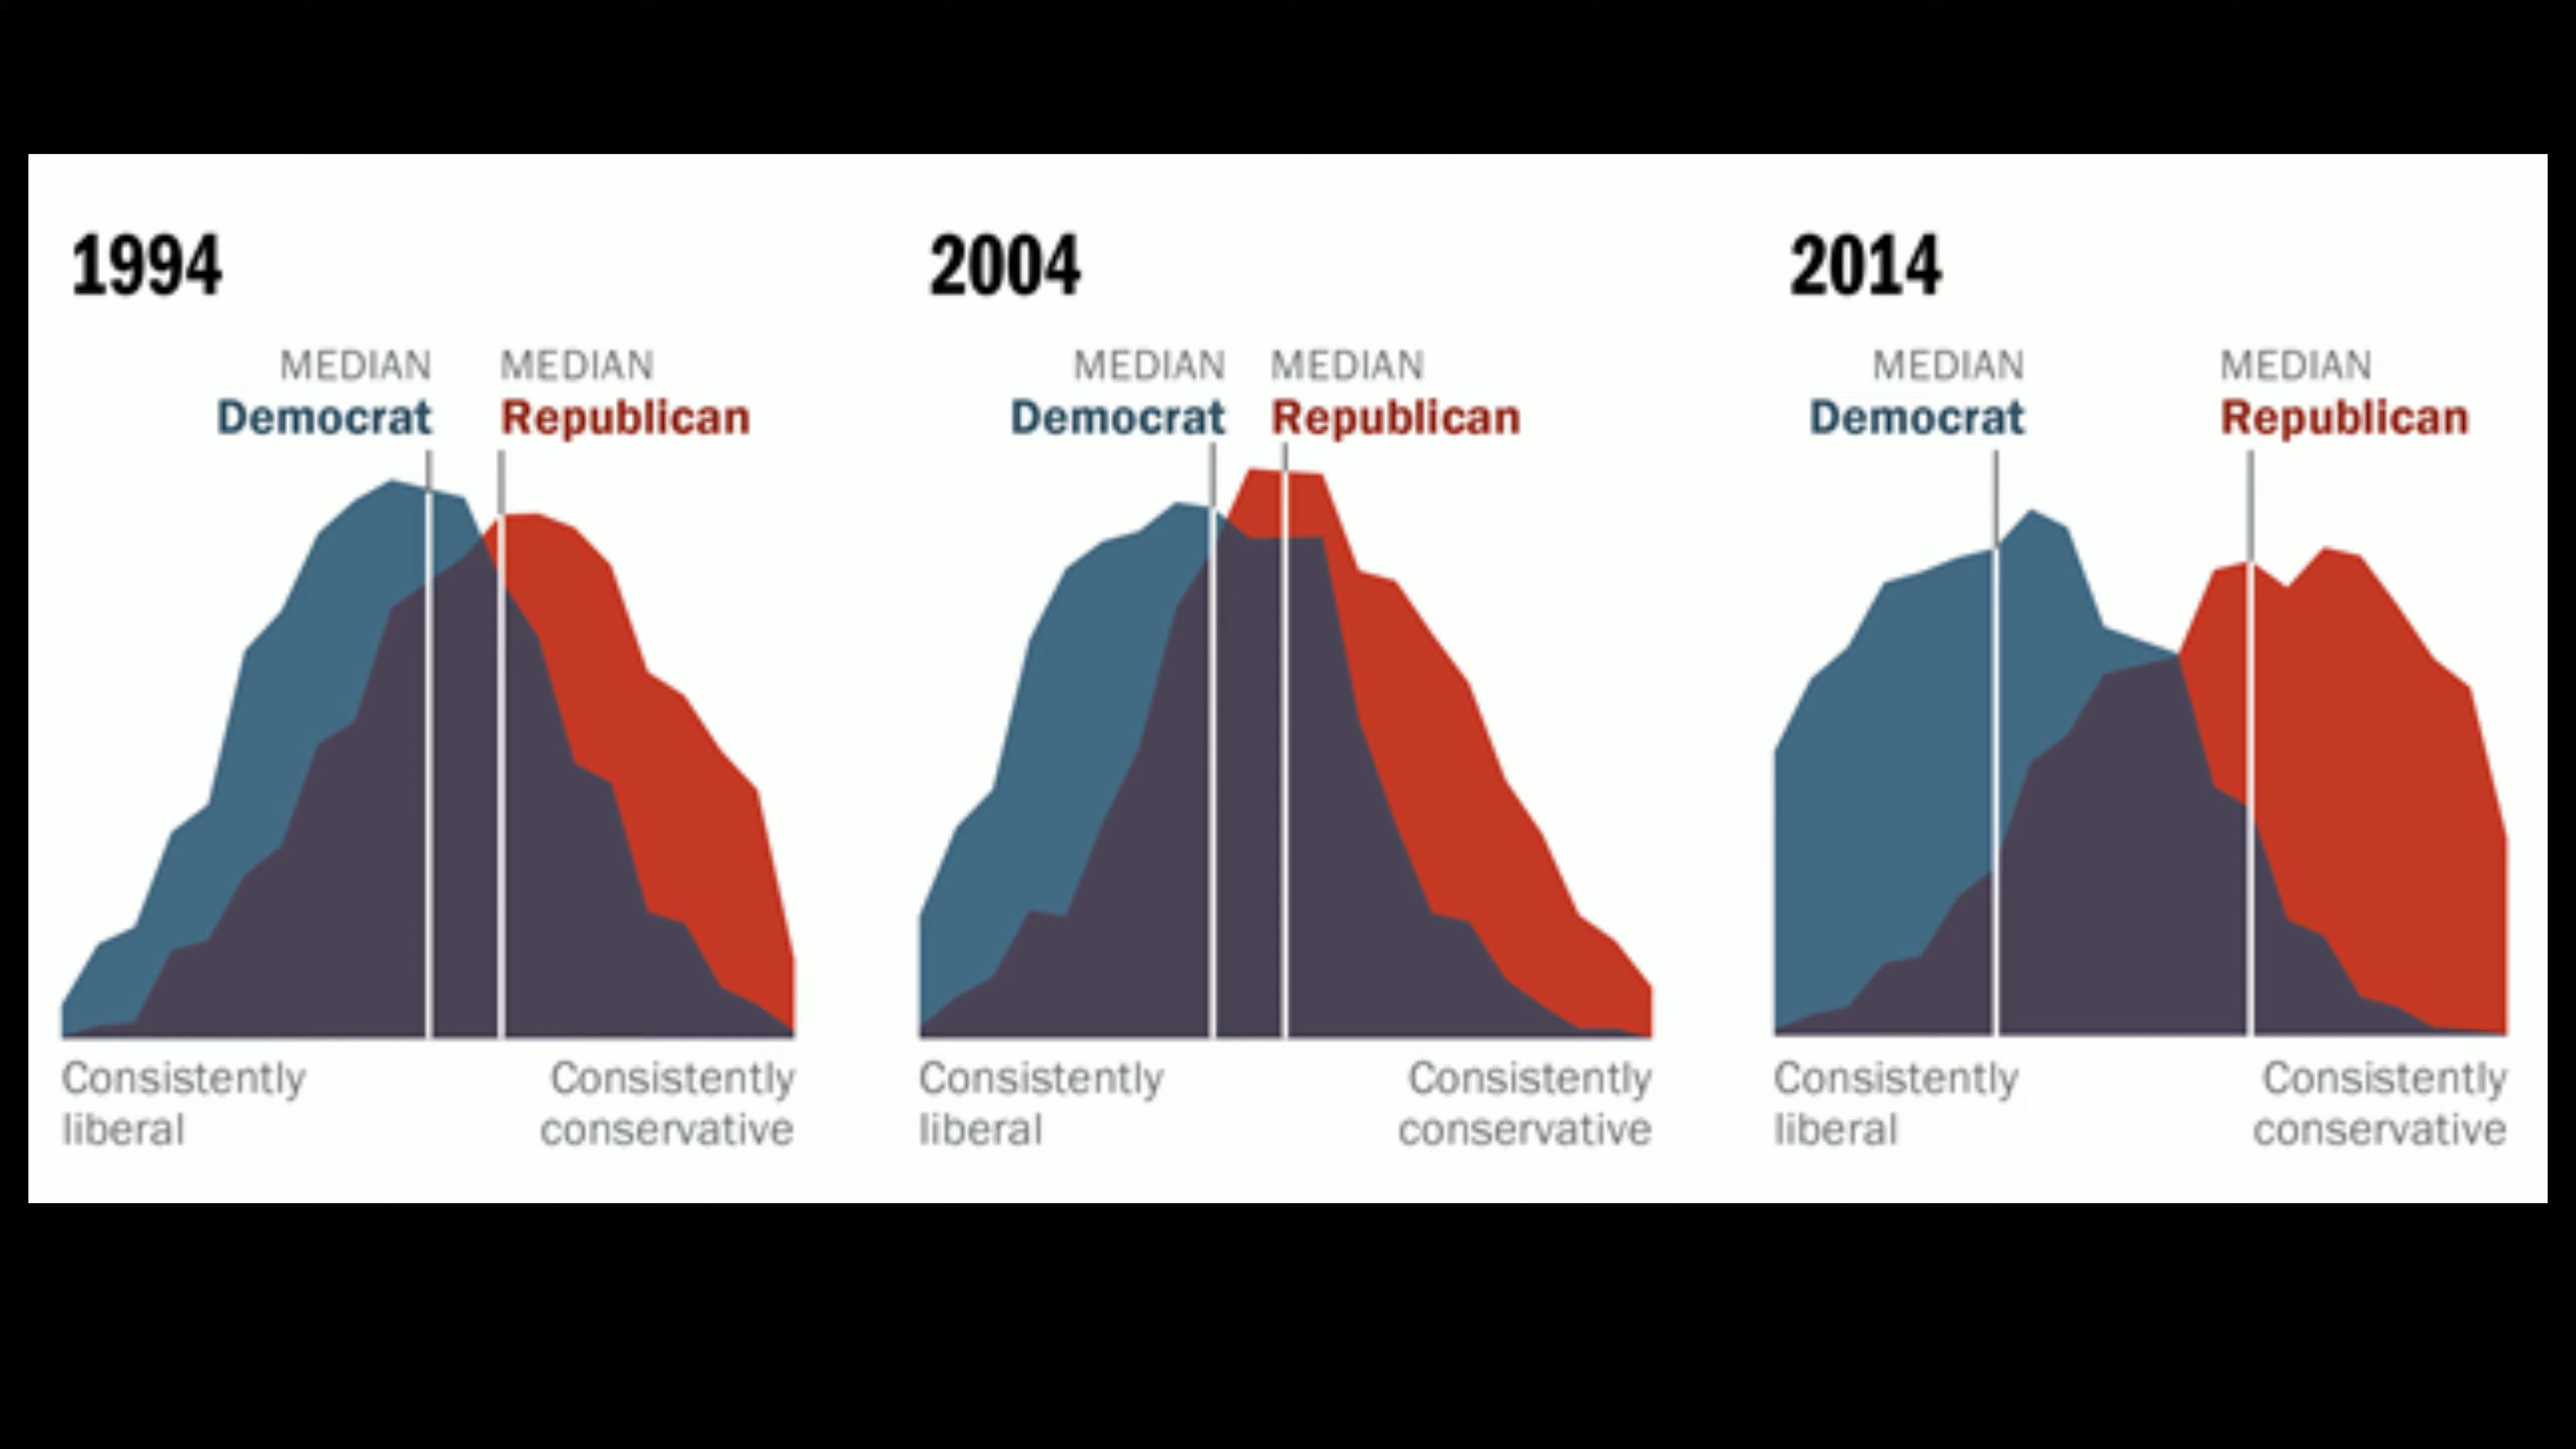 1994
MEDIAN
Democrat
MEDIAN
Republican
Consistently
liberal
Consistently
conservative
2004
MEDIAN
Democrat
MEDIAN
Republican
Consistently
liberal
Consistently
conservative
2014
MEDIAN
Democrat
MEDIAN
Republican
Consistently
liberal
Consistently
conservative